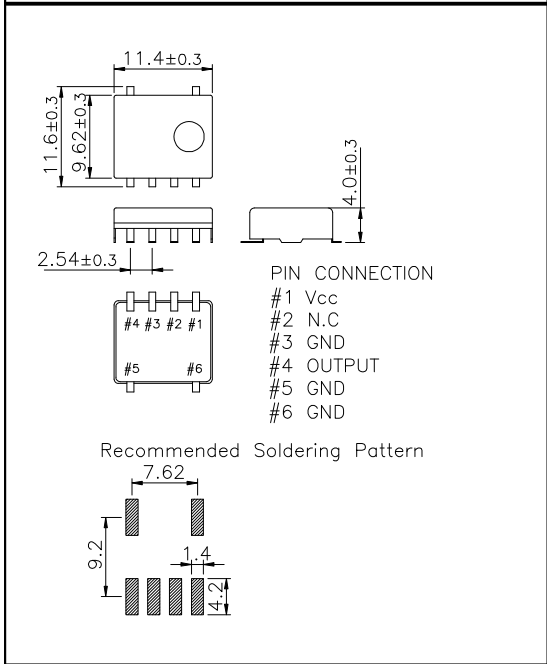 11.4±0.3
11.6±0.3
9.62±0.3
4.0±0.3
2.54±0.3
PIN CONNECTION
#1 Vcc
#2 N.C
#3 GND
#4 OUTPUT
#5 GND
#6 GND
#4 #3 #2 #1
#5 #6
Recommended Soldering Pattern
7.62
9.2
1.4
4.2